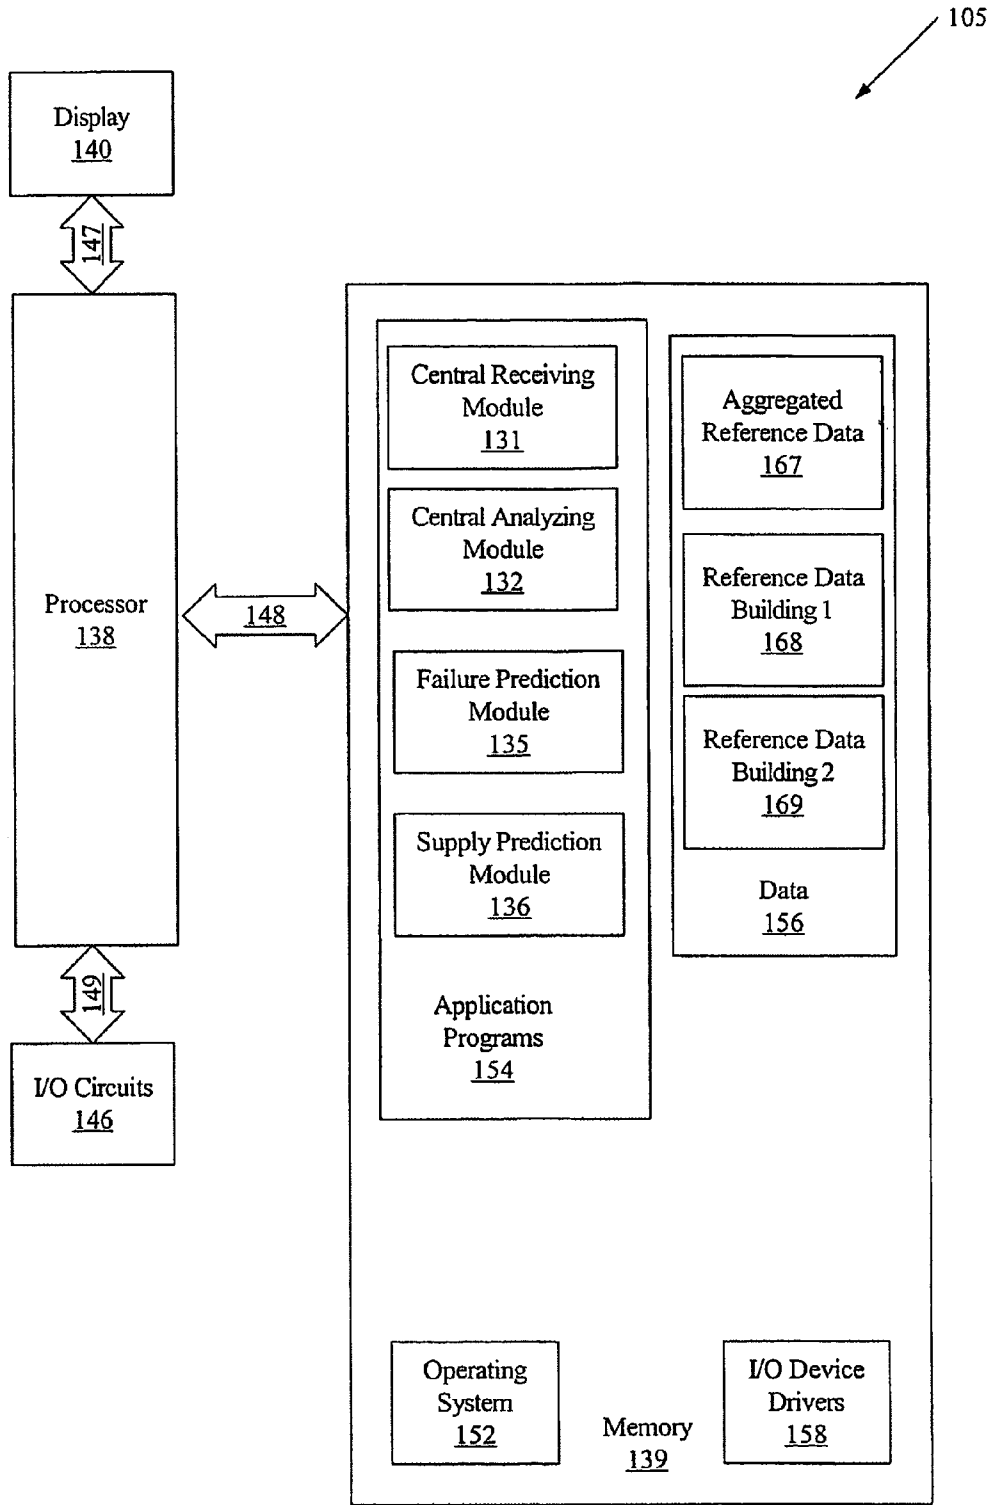 105
Display
140
147
Processor
138
148
149
I/O Circuits
146
Central Receiving
Module
131
Central Analyzing
Module
132
Failure Prediction
Module
135
Supply Prediction
Module
136
Application
Programs
154
Aggregated
Reference Data
167
Reference Data
Building 1
168
Reference Data
Building 2
169
Data
156
Operating
System
152
Memory
139
I/O Device
Drivers
158